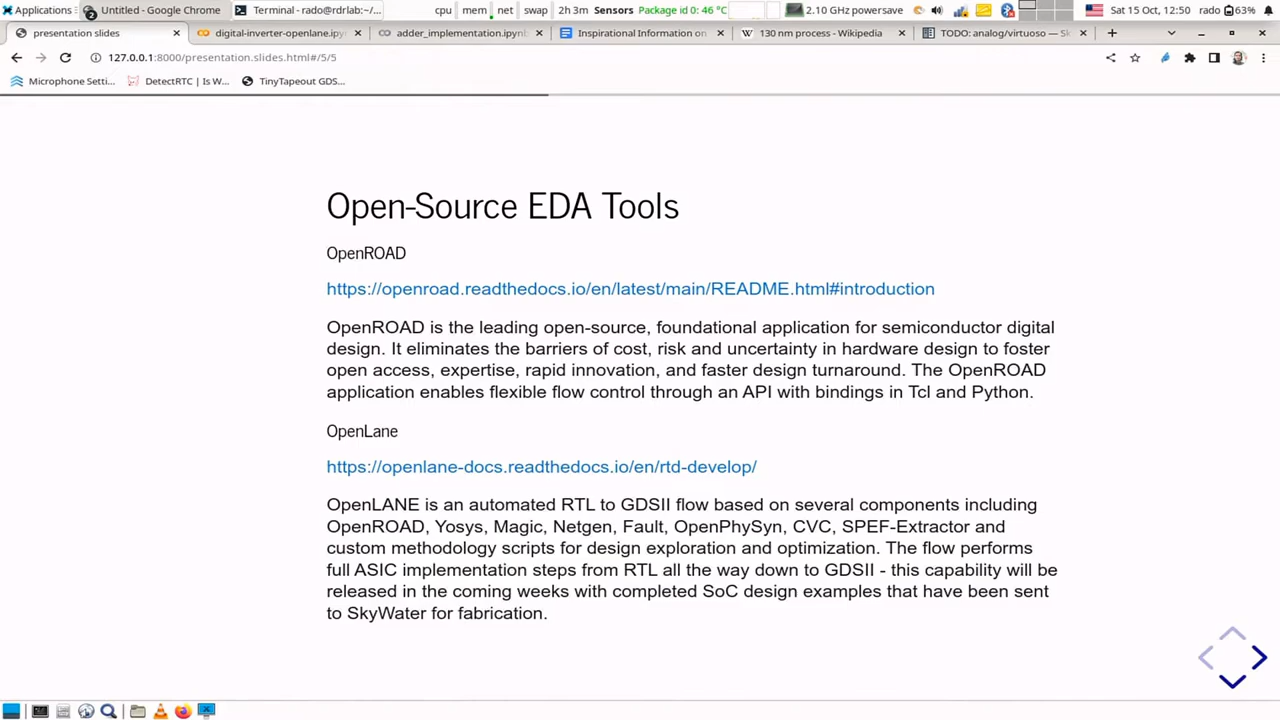 Applications
Untitled - Google Chrome
Terminal - rado@rdrlab:~/...
cpu mem net swap 2h 3m Sensors Package id 0: 46 °C
2.10 GHz powersave
Sat 15 Oct, 12:50 rado 63%
presentation slides
digital-inverter-openlane.ipy
adder_implementation.ipynb
Inspirational Information on
130 nm process - Wikipedia
TODO: analog/virtuoso — Sk
127.0.0.1:8000/presentation.slides.html#/5/5
Microphone Setti...
DetectRTC | Is W...
TinyTapeout GDS...
Open-Source EDA Tools
OpenROAD
https://openroad.readthedocs.io/en/latest/main/README.html#introduction
OpenROAD is the leading open-source, foundational application for semiconductor digital
design. It eliminates the barriers of cost, risk and uncertainty in hardware design to foster
open access, expertise, rapid innovation, and faster design turnaround. The OpenROAD
application enables flexible flow control through an API with bindings in Tcl and Python.
OpenLane
https://openlane-docs.readthedocs.io/en/rtd-develop/
OpenLANE is an automated RTL to GDSII flow based on several components including
OpenROAD, Yosys, Magic, Netgen, Fault, OpenPhySyn, CVC, SPEF-Extractor and
custom methodology scripts for design exploration and optimization. The flow performs
full ASIC implementation steps from RTL all the way down to GDSII - this capability will be
released in the coming weeks with completed SoC design examples that have been sent
to SkyWater for fabrication.